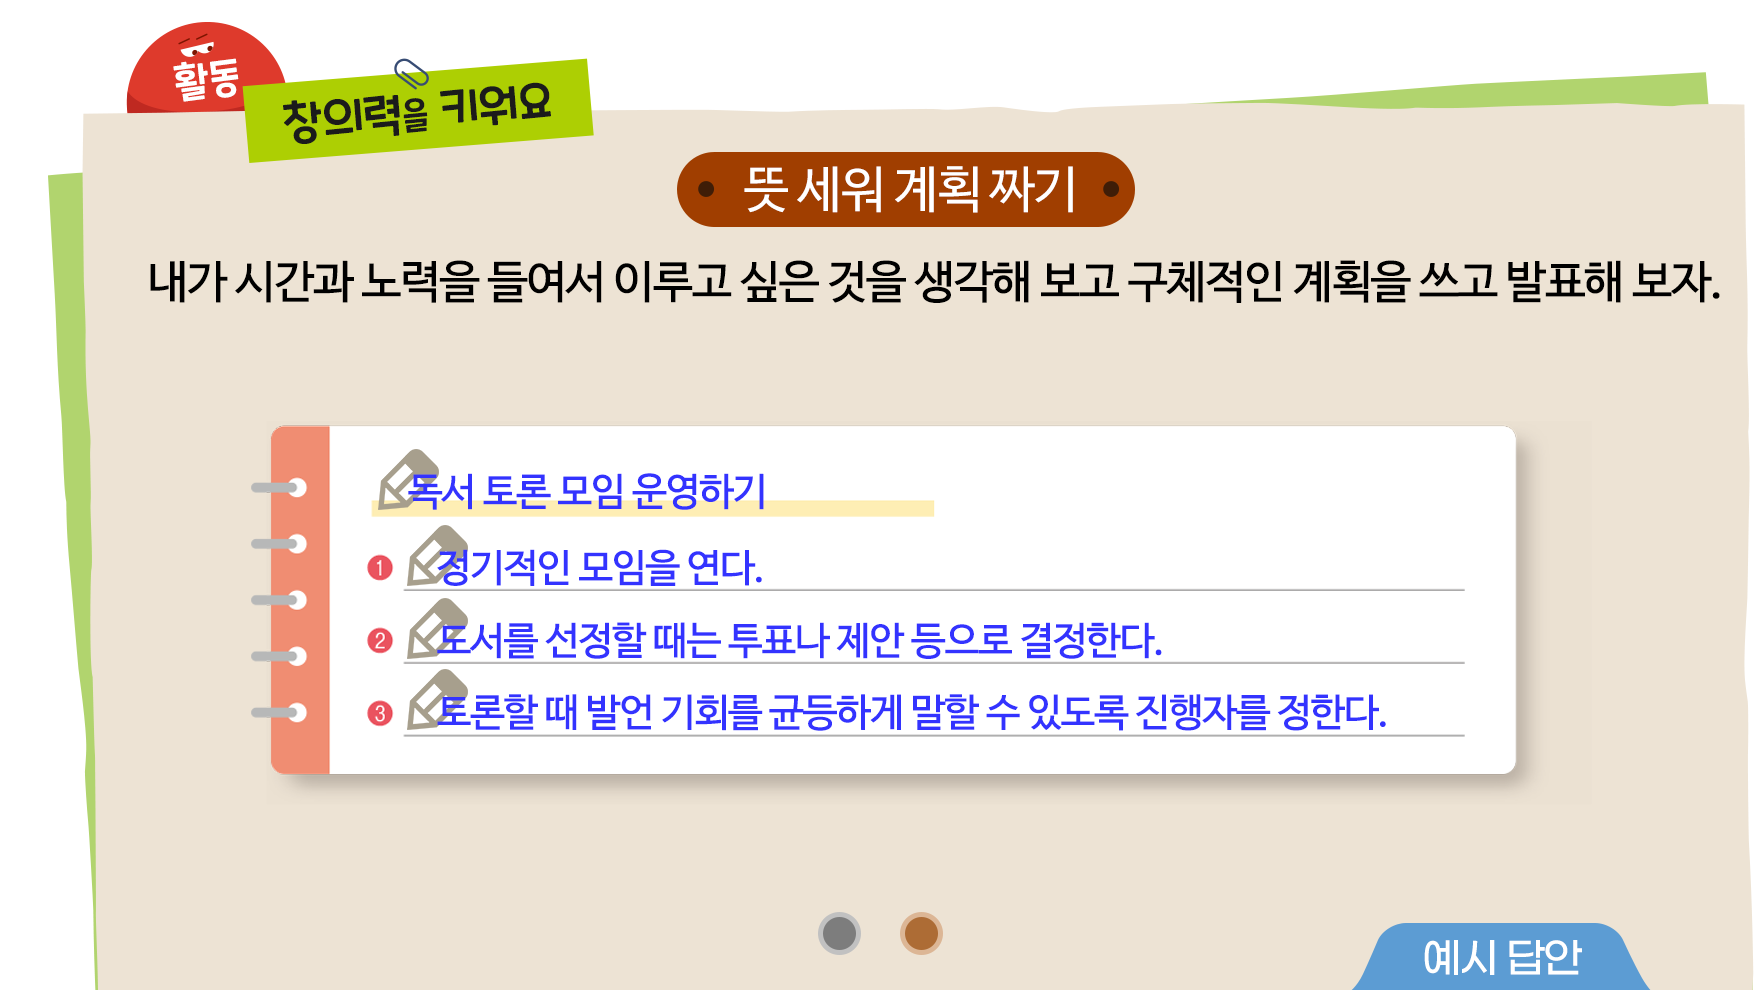 활동
창의력을 키워요
뜻 세워 계획 짜기
내가 시간과 노력을 들여서 이루고 싶은 것을 생각해 보고 구체적인 계획을 쓰고 발표해 보자.
독서 토론 모임 운영하기
1 정기적인 모임을 연다.
2 도서를 선정할 때는 투표나 제안 등으로 결정한다.
3 토론할 때 발언 기회를 균등하게 말할 수 있도록 진행자를 정한다.
예시 답안